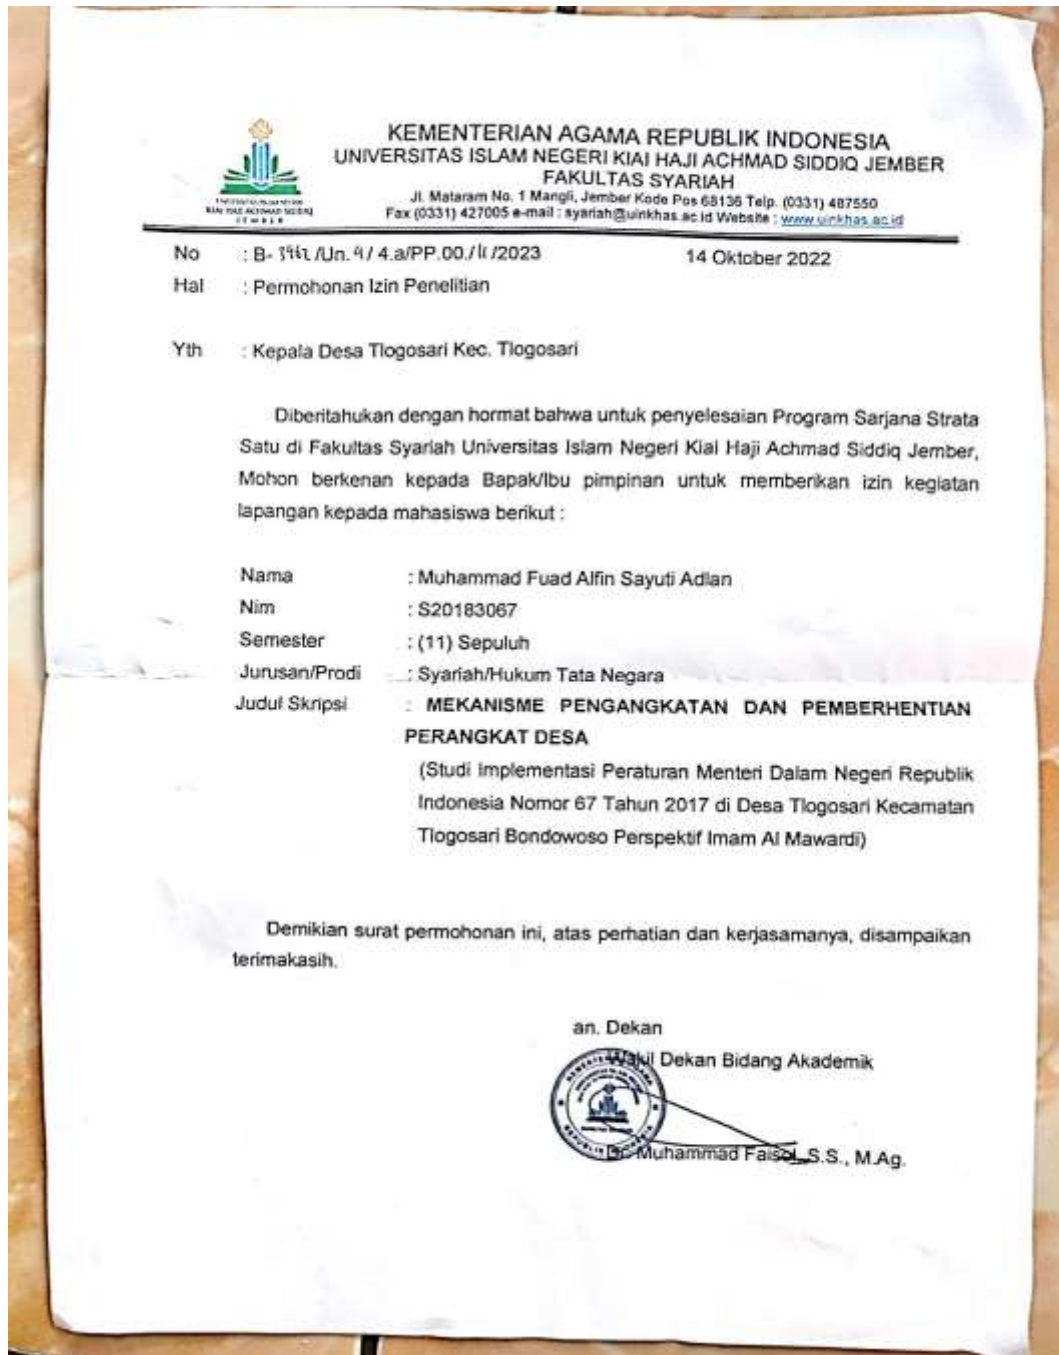 KEMENTERIAN AGAMA REPUBLIK INDONESIA
UNIVERSITAS ISLAM NEGERI KIAI HAJI ACHMAD SIDDIQ JEMBER
FAKULTAS SYARIAH
Jl. Mataram No. 1 Mangli, Jember Kode Pos 68136 Telp. (0331) 487550
Fax (0331) 427005 e-mail : syariah@uinkhas.ac.id Website : www.uinkhas.ac.id
KIAI HAJI ACHMAD SIDDIQ
JEMBER
No : B- /Un. 4/ 4.a/PP.00./ /2023 14 Oktober 2022
Hal : Permohonan Izin Penelitian
Yth : Kepala Desa Tlogosari Kec. Tlogosari
Diberitahukan dengan hormat bahwa untuk penyelesaian Program Sarjana Strata
Satu di Fakultas Syariah Universitas Islam Negeri Kiai Haji Achmad Siddiq Jember,
Mohon berkenan kepada Bapak/Ibu pimpinan untuk memberikan izin kegiatan
lapangan kepada mahasiswa berikut :
Nama : Muhammad Fuad Alfin Sayuti Adlan
Nim : S20183067
Semester : (11) Sepuluh
Jurusan/Prodi : Syariah/Hukum Tata Negara
Judul Skripsi : MEKANISME PENGANGKATAN DAN PEMBERHENTIAN
PERANGKAT DESA
(Studi Implementasi Peraturan Menteri Dalam Negeri Republik
Indonesia Nomor 67 Tahun 2017 di Desa Tlogosari Kecamatan
Tlogosari Bondowoso Perspektif Imam Al Mawardi)
Demikian surat permohonan ini, atas perhatian dan kerjasamanya, disampaikan
terimakasih.
an. Dekan
Wakil Dekan Bidang Akademik
Dr. Muhammad Faisol, S.S., M.Ag.